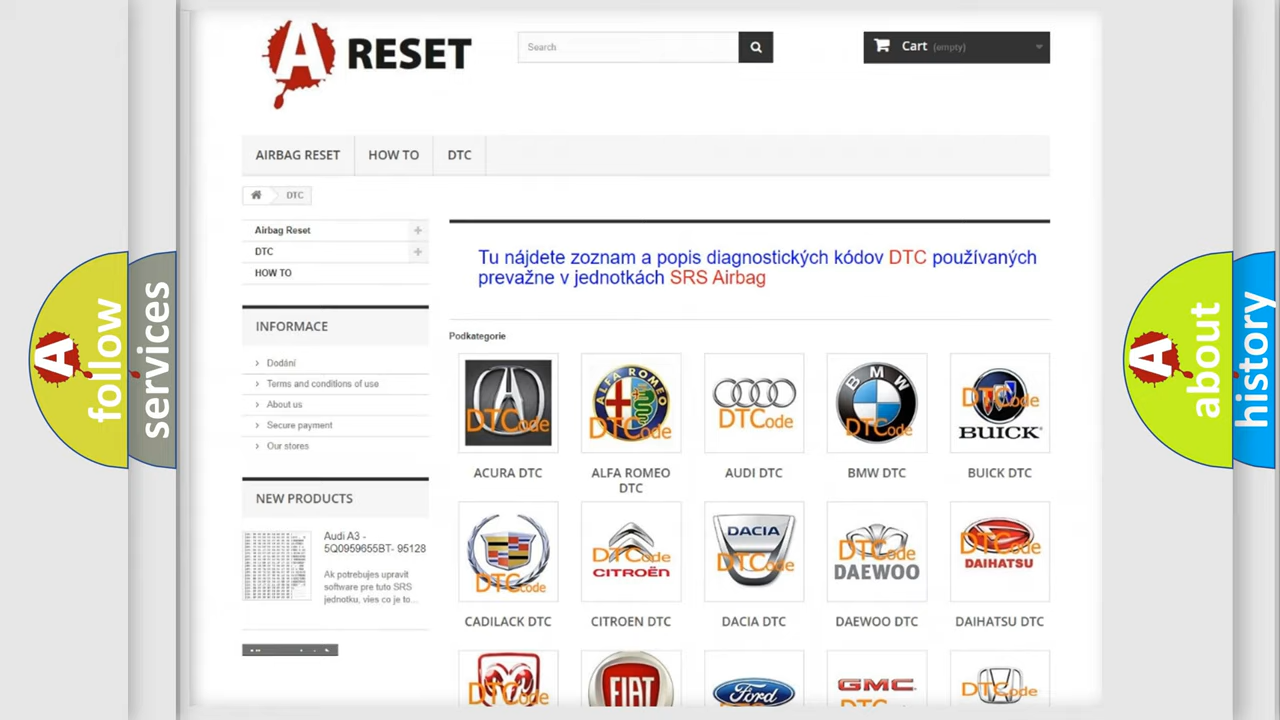 A RESET
Search
Cart (empty)
AIRBAG RESET
HOW TO
DTC
DTC
Airbag Reset
DTC
HOW TO
Tu nájdete zoznam a popis diagnostických kódov DTC používaných
prevažne v jednotkách SRS Airbag
INFORMACE
Dodání
Terms and conditions of use
About us
Secure payment
Our stores
Podkategorie
DTCode
ALFA ROMEO
DTCode
DTCode
BMW
DTCode
DTCode
BUICK
ACURA DTC
ALFA ROMEO
DTC
AUDI DTC
BMW DTC
BUICK DTC
NEW PRODUCTS
Audi A3 -
5Q0959655BT- 95128
Ak potrebujes upravit
software pre tuto SRS
jednotku, vies co je to...
DTCode
DTCode
CITROËN
DACIA
DTCode
DTCode
DAEWOO
DTCode
DAIHATSU
CADILACK DTC
CITROEN DTC
DACIA DTC
DAEWOO DTC
DAIHATSU DTC
DTCode
FIAT
Ford
GMC
DTCode
A follow
services
A about
history